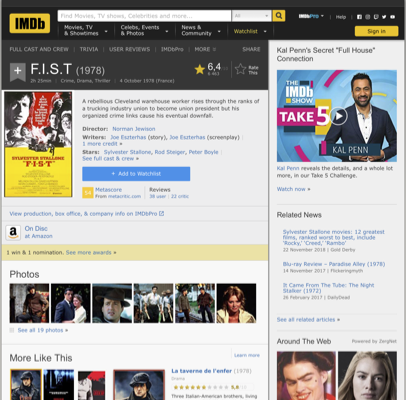 IMDb
Find Movies, TV shows, Celebrities and more...
All
IMDbPro
Help
Movies, TV
& Showtimes
Celebs, Events
& Photos
News &
Community
Watchlist
Sign in
FULL CAST AND CREW | TRIVIA | USER REVIEWS | IMDbPro | MORE
SHARE
F.I.S.T (1978)
6,4
Rate
This
2h 25min | Crime, Drama, Thriller | 4 October 1978 (France)
A rebellious Cleveland warehouse worker rises through the ranks of
a trucking industry union to become union president but his
organized crime links cause his eventual downfall.
Director: Norman Jewison
Writers: Joe Eszterhas (story), Joe Eszterhas (screenplay) |
1 more credit »
Stars: Sylvester Stallone, Rod Steiger, Peter Boyle |
See full cast & crew »
+ Add to Watchlist
Metascore
From metacritic.com
Reviews
39 user | 22 critic
SYLVESTER STALLONE
F·I·S·T
View production, box office, & company info on IMDbPro
On Disc
at Amazon
1 win & 1 nomination. See more awards »
Photos
See all 19 photos »
More Like This
Learn more
La taverne de l'enfer (1978)
Drama
Three Italian-American brothers, living
Kal Penn's Secret "Full House"
Connection
THE
IMDb
SHOW
TAKE 5
KAL PENN
Kal Penn reveals the details, and a whole lot
more, in our Take 5 Challenge.
Watch now »
Related News
Sylvester Stallone movies: 12 greatest
films, ranked worst to best, include
'Rocky,' 'Creed,' 'Rambo'
22 November 2018 | Gold Derby
Blu-ray Review – Paradise Alley (1978)
14 November 2017 | Flickeringmyth
It Came From The Tube: The Night
Stalker (1972)
26 February 2017 | DailyDead
See all related articles »
Around The Web
Powered by ZergNet